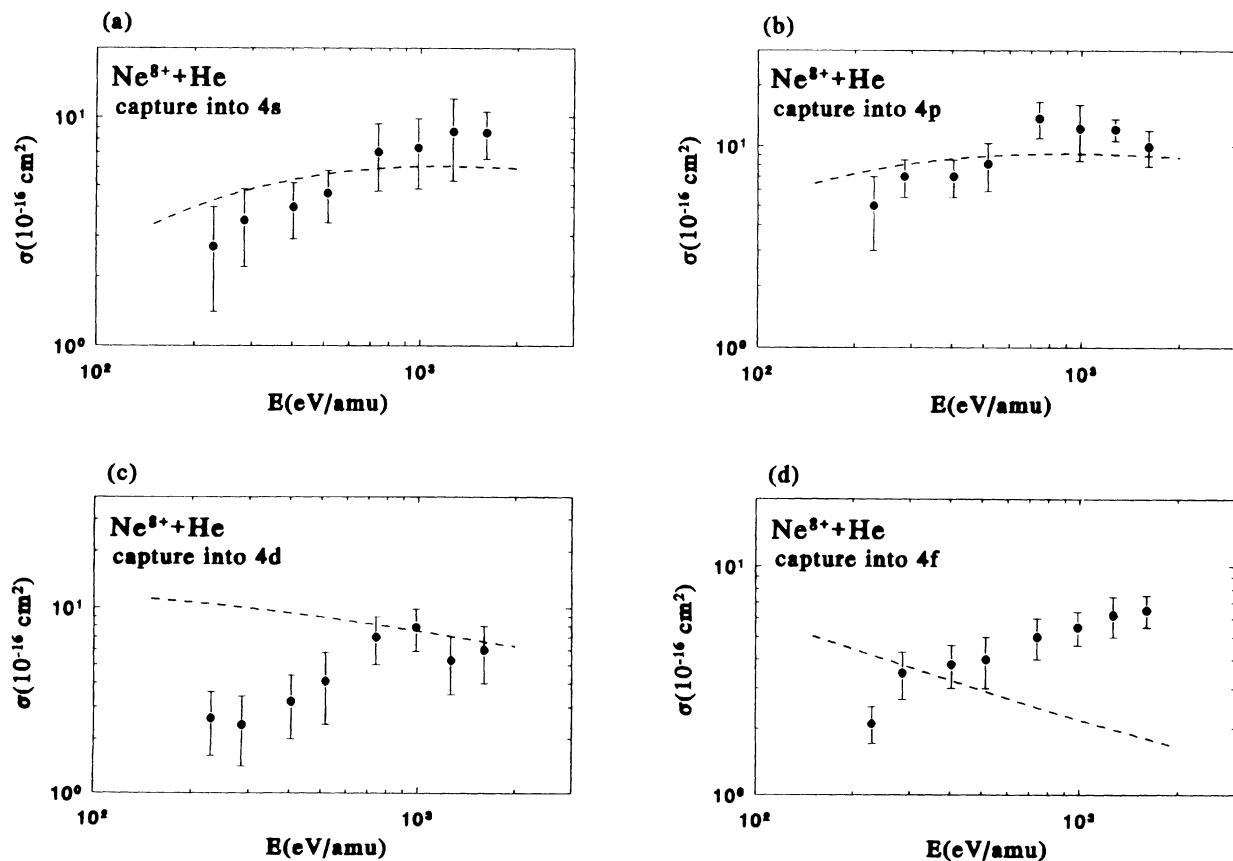 (a)
Ne⁸⁺+He
capture into 4s
10¹
10⁰
σ(10⁻¹⁶ cm²)
10²
10³
E(eV/amu)
(b)
Ne⁸⁺+He
capture into 4p
10¹
10⁰
σ(10⁻¹⁶ cm²)
10²
10³
E(eV/amu)
(c)
Ne⁸⁺+He
capture into 4d
10¹
10⁰
σ(10⁻¹⁶ cm²)
10²
10³
E(eV/amu)
(d)
Ne⁸⁺+He
capture into 4f
10¹
10⁰
σ(10⁻¹⁶ cm²)
10²
10³
E(eV/amu)